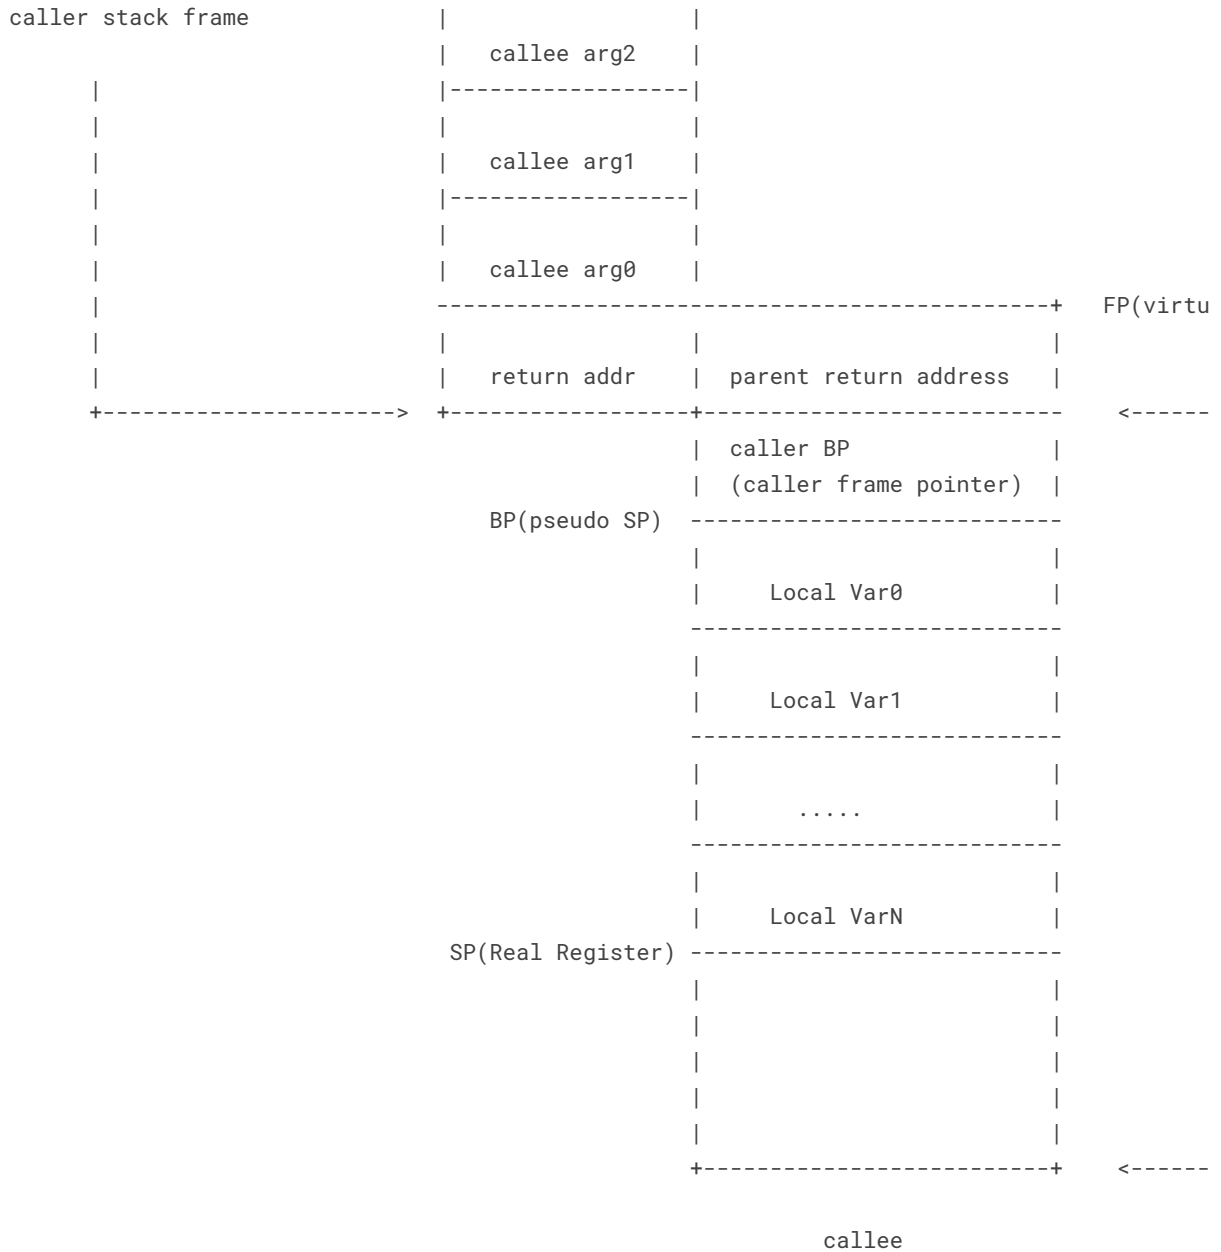 caller stack frame | |
| callee arg2 |
| |------------------|
| | |
| | callee arg1 |
| |------------------|
| | |
| | callee arg0 |
| ----------------------------------------------+ FP(virtu
| | | |
| | return addr | parent return address |
+----------------------> +------------------+--------------------------- <------
| caller BP |
| (caller frame pointer) |
BP(pseudo SP) ----------------------------
| |
| Local Var0 |
----------------------------
| |
| Local Var1 |
----------------------------
| |
| ..... |
----------------------------
| |
| Local VarN |
SP(Real Register) ----------------------------
| |
| |
| |
| |
| |
+--------------------------+ <------
callee